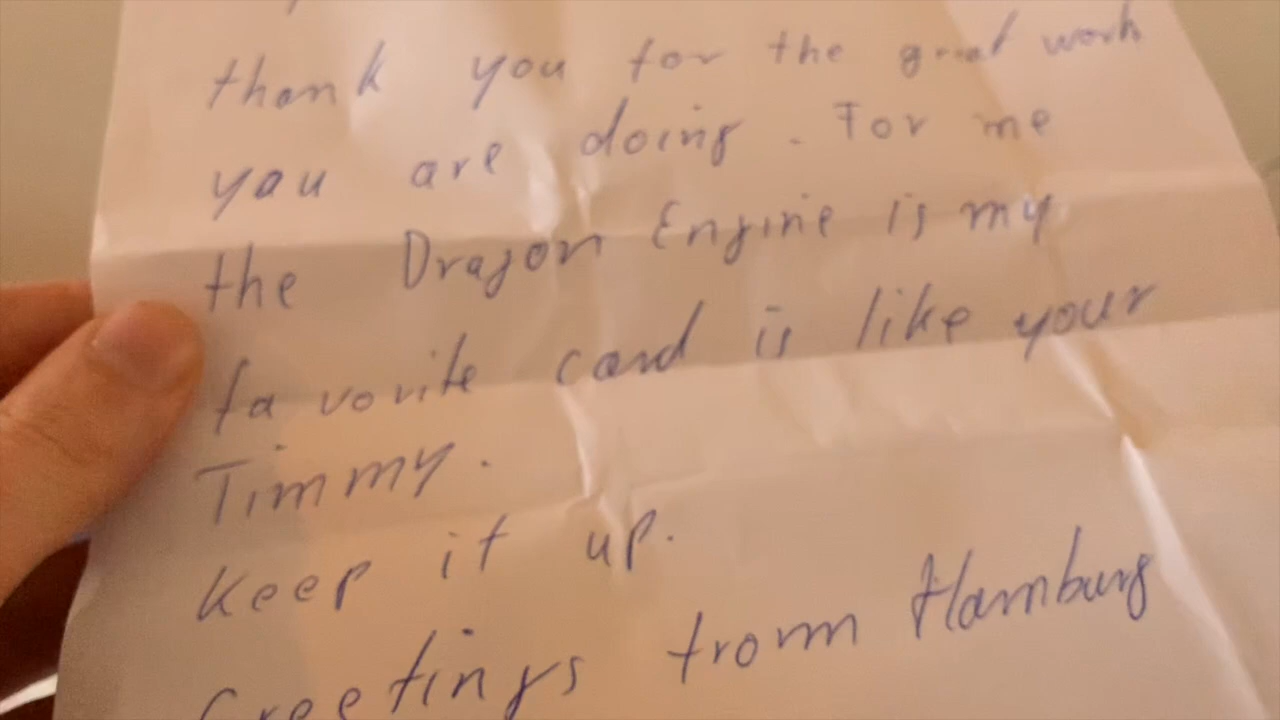 thank you for the great work
you are doing. For me
the Dragon Engine is my
favorite card is like your
Timmy.
Keep it up.
Greetings from Hamburg